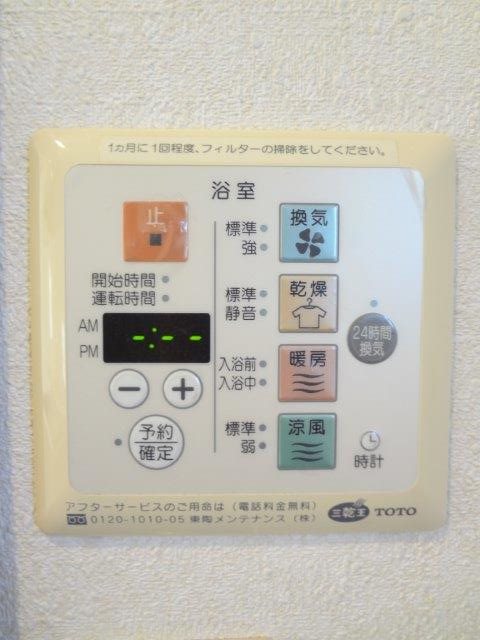 1ヵ月に1回程度、フィルターの掃除をしてください。
浴室
止
標準
強
換気
開始時間
運転時間
標準
静音
乾燥
AM
PM
-:--
24時間
換気
入浴前
入浴中
暖房
− +
予約
確定
標準
弱
涼風
時計
アフターサービスのご用命は（電話料金無料）
0120-1010-05 東陶メンテナンス（株）
三乾王 TOTO